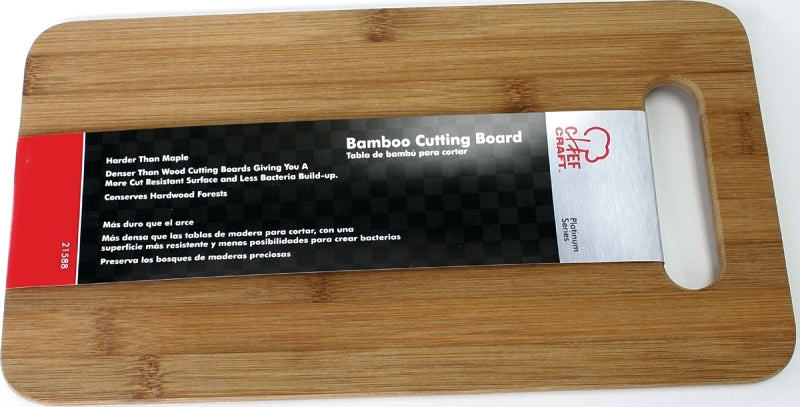 Bamboo Cutting Board
Tabla de bambú para cortar
Harder Than Maple
Denser Than Wood Cutting Boards Giving You A
More Cut Resistant Surface and Less Bacteria Build-up.
Conserves Hardwood Forests
Más duro que el arce
Más densa que las tablas de madera para cortar, con una
superficie más resistente y menas posibilidades para crear bacterias
Preserva los bosques de maderas preciosas
21588
CHEF
CRAFT™
Platinum
Series